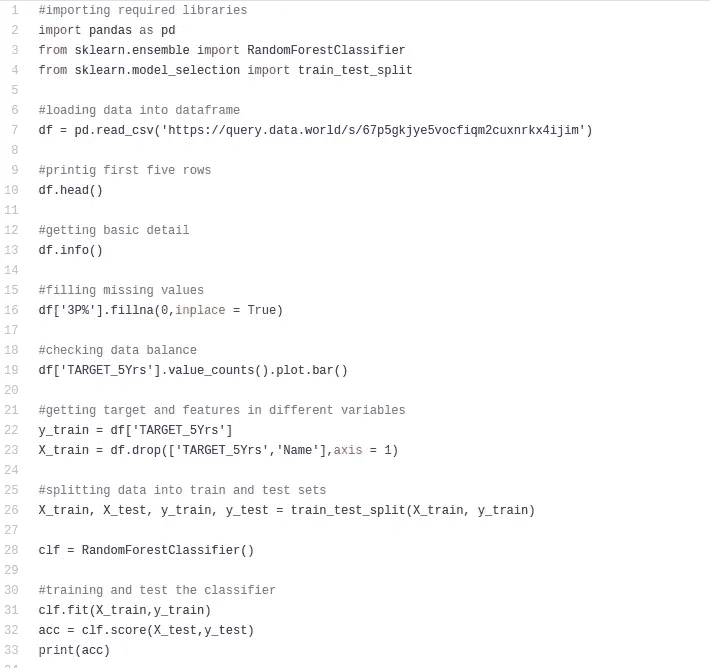 1 #importing required libraries
2 import pandas as pd
3 from sklearn.ensemble import RandomForestClassifier
4 from sklearn.model_selection import train_test_split
5
6 #loading data into dataframe
7 df = pd.read_csv('https://query.data.world/s/67p5gkjye5vocfiqm2cuxnrkx4ijim')
8
9 #printig first five rows
10 df.head()
11
12 #getting basic detail
13 df.info()
14
15 #filling missing values
16 df['3P%'].fillna(0,inplace = True)
17
18 #checking data balance
19 df['TARGET_5Yrs'].value_counts().plot.bar()
20
21 #getting target and features in different variables
22 y_train = df['TARGET_5Yrs']
23 X_train = df.drop(['TARGET_5Yrs','Name'],axis = 1)
24
25 #splitting data into train and test sets
26 X_train, X_test, y_train, y_test = train_test_split(X_train, y_train)
27
28 clf = RandomForestClassifier()
29
30 #training and test the classifier
31 clf.fit(X_train,y_train)
32 acc = clf.score(X_test,y_test)
33 print(acc)